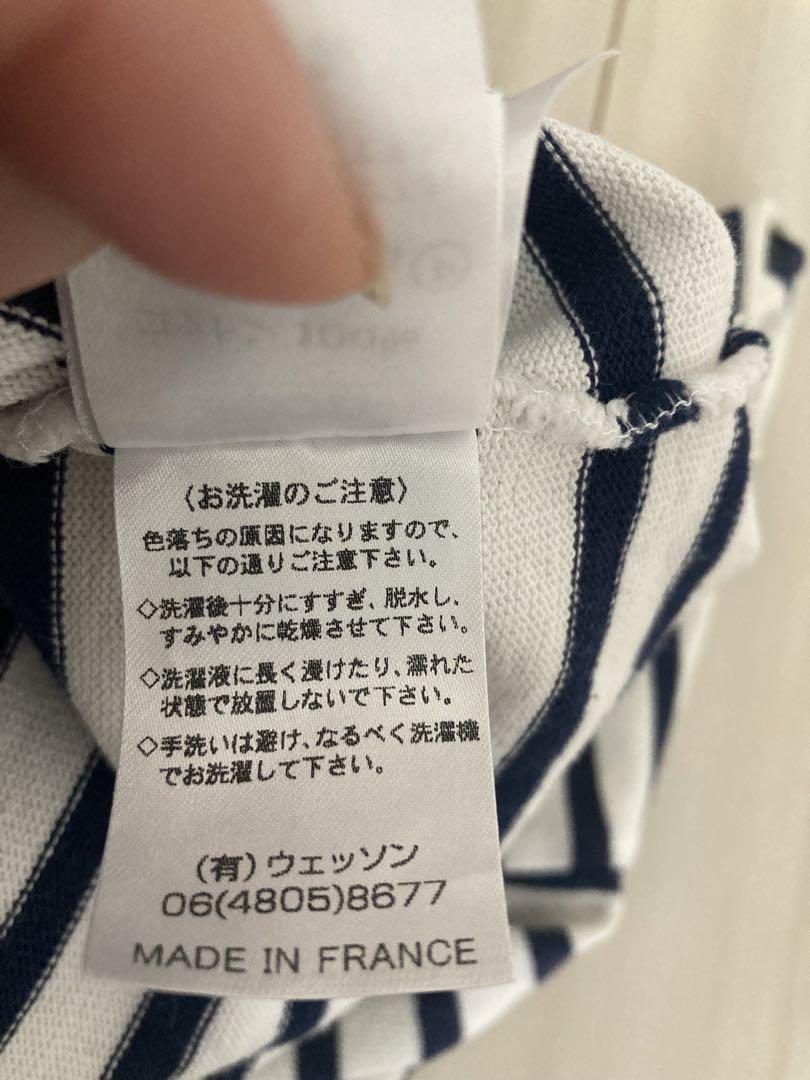 〈お洗濯のご注意〉
色落ちの原因になりますので、
以下の通りご注意下さい。
◇洗濯後十分にすすぎ、脱水し、
すみやかに乾燥させて下さい。
◇洗濯液に長く浸けたり、濡れた
状態で放置しないで下さい。
◇手洗いは避け、なるべく洗濯機
でお洗濯して下さい。
(有)ウェッソン
06(4805)8677
MADE IN FRANCE